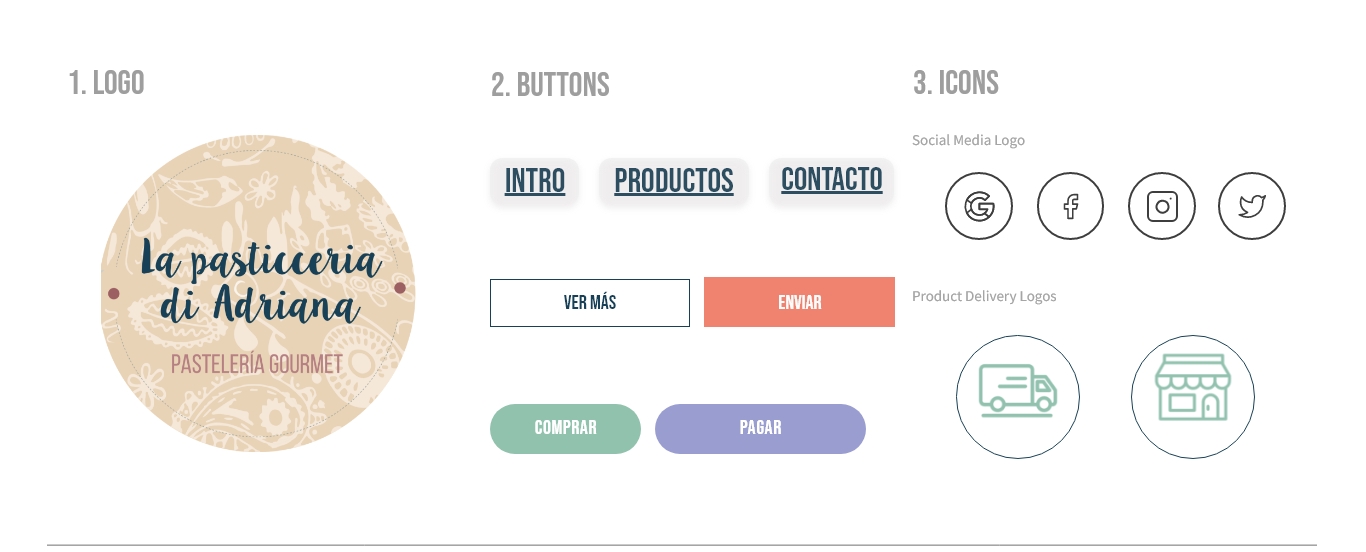 1. LOGO
La pasticceria
di Adriana
PASTELERÍA GOURMET
2. BUTTONS
INTRO PRODUCTOS CONTACTO
VER MÁS ENVIAR
COMPRAR PAGAR
3. ICONS
Social Media Logo
Product Delivery Logos